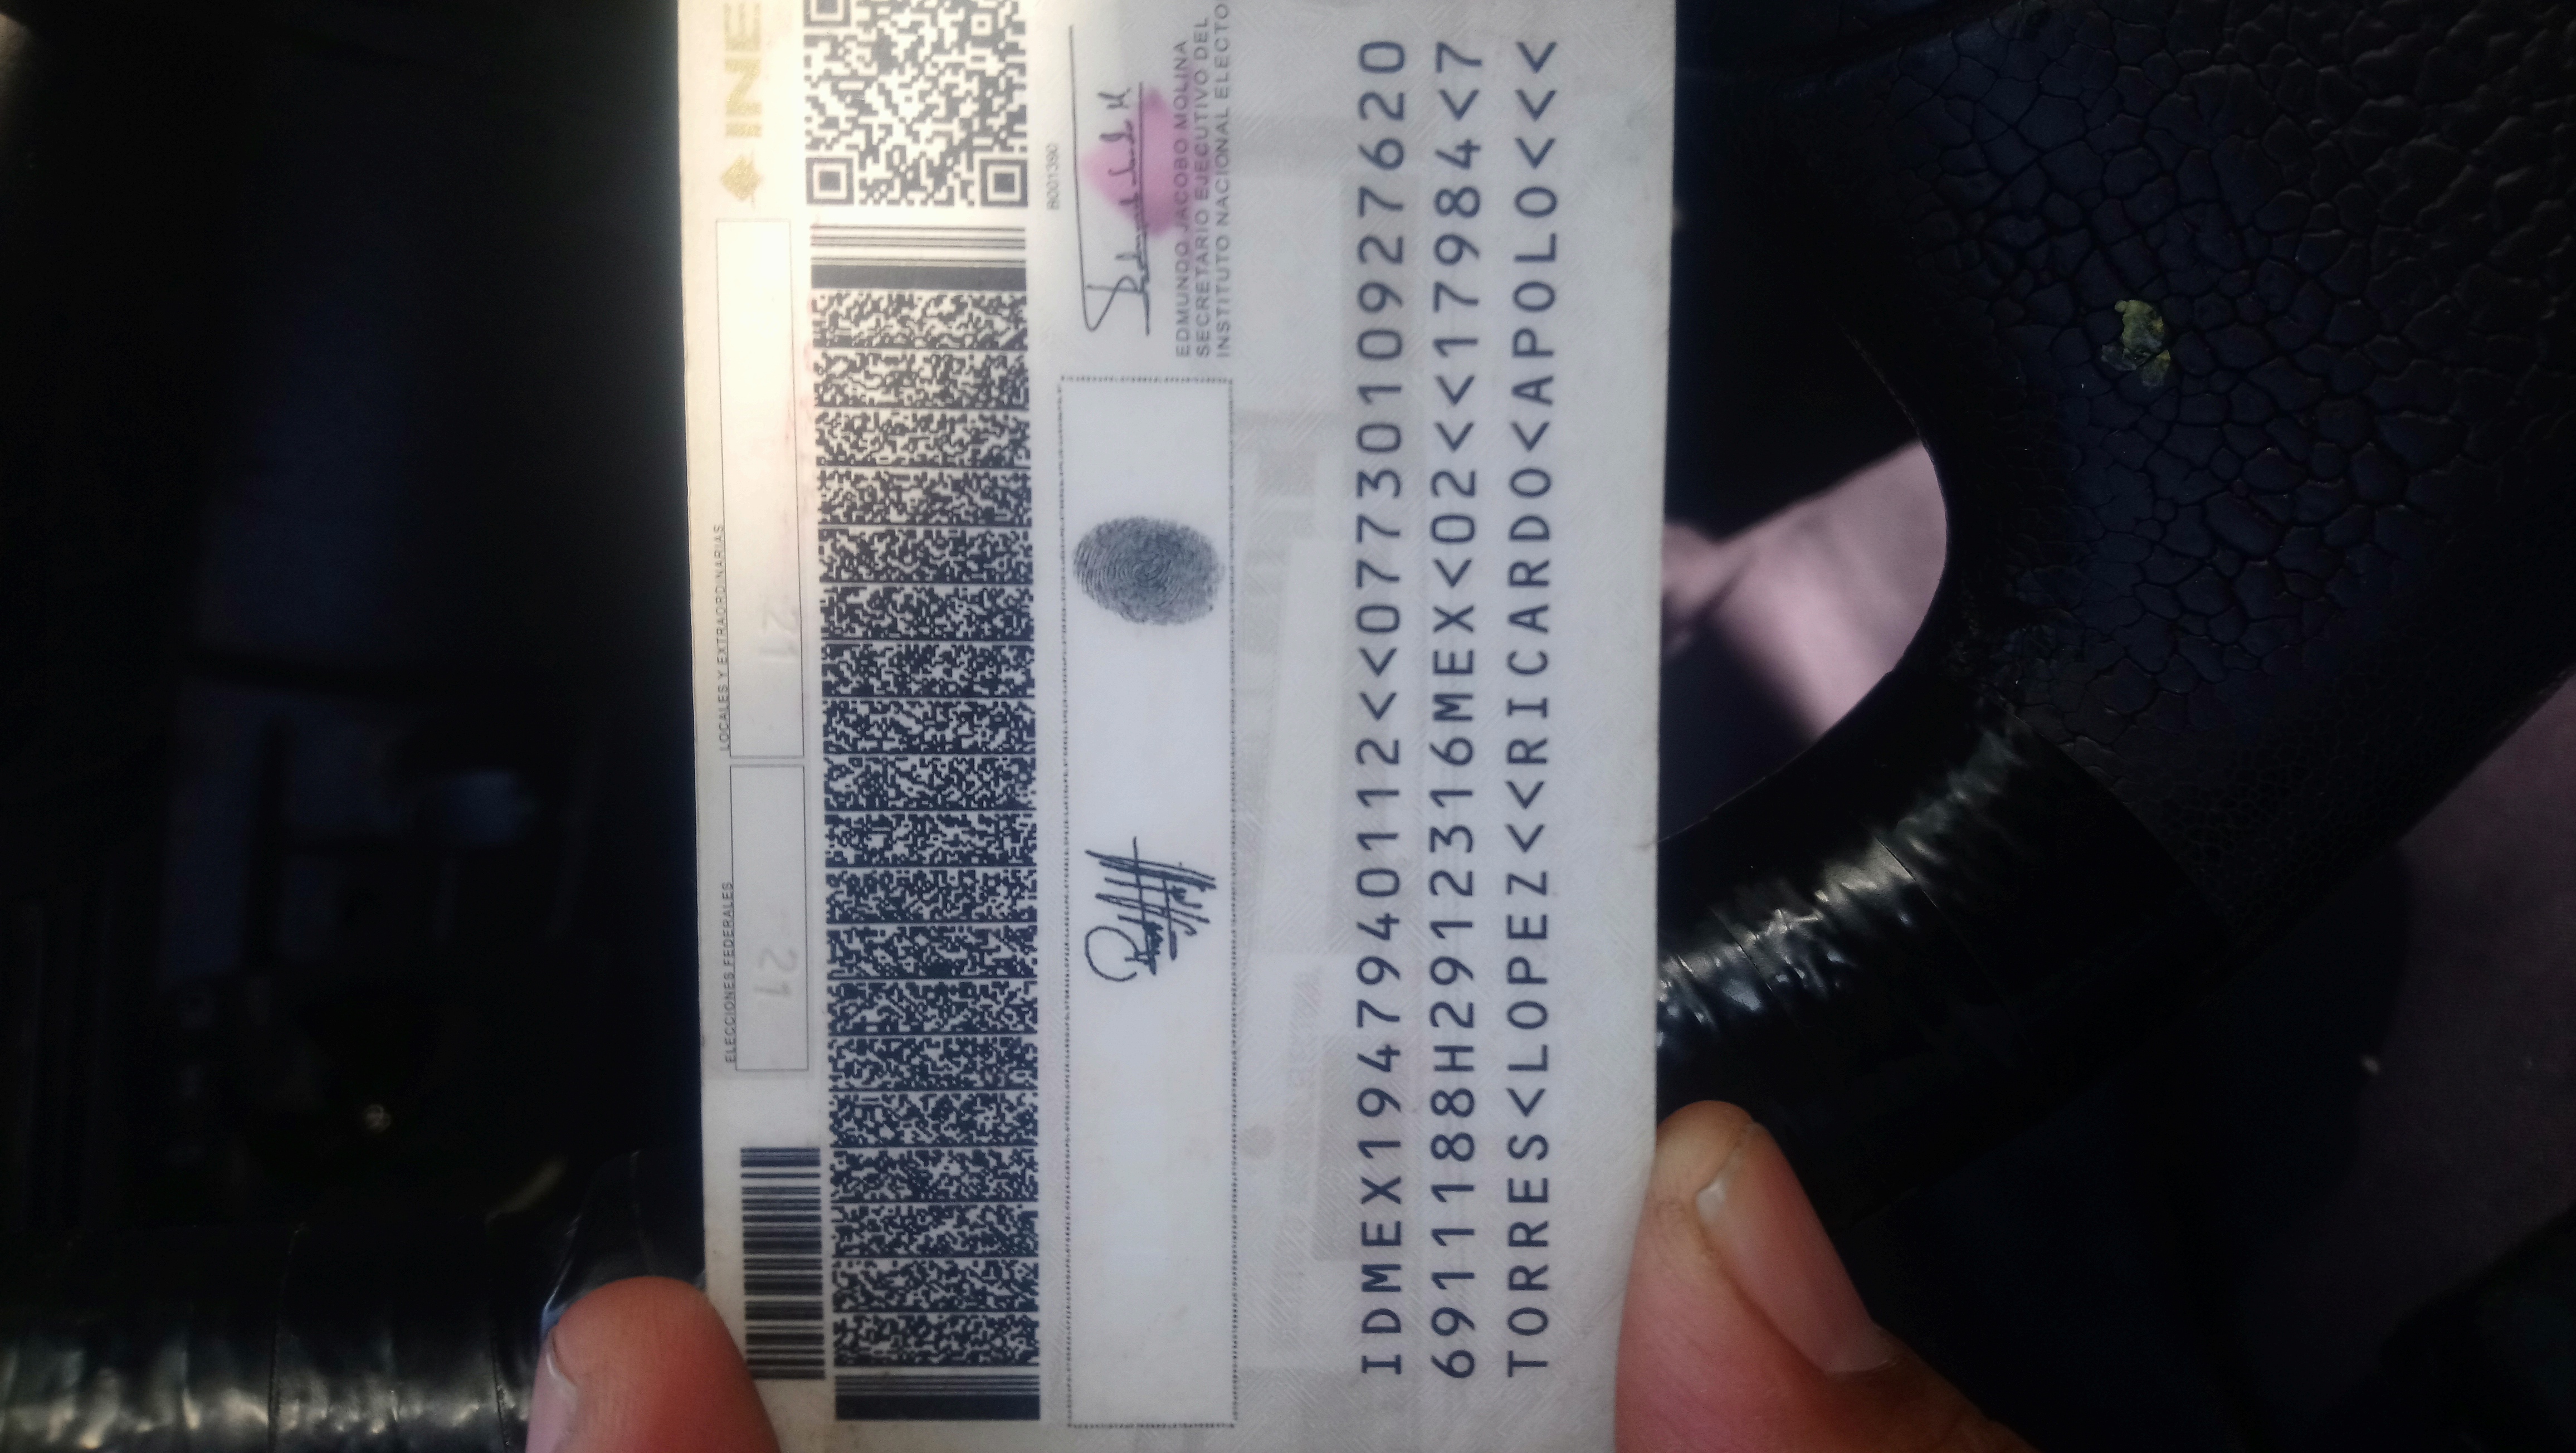 ELECCIONES FEDERALES
LOCALES Y EXTRAORDINARIAS
INE
21
21
8001390
EDMUNDO JACOBO MOLINA
SECRETARIO EJECUTIVO DEL
INSTITUTO NACIONAL ELECTO
IDMEX1947940112<<0773010927620
6911188H2912316MEX<02<<17984<7
TORRES<LOPEZ<<RICARDO<APOLO<<<